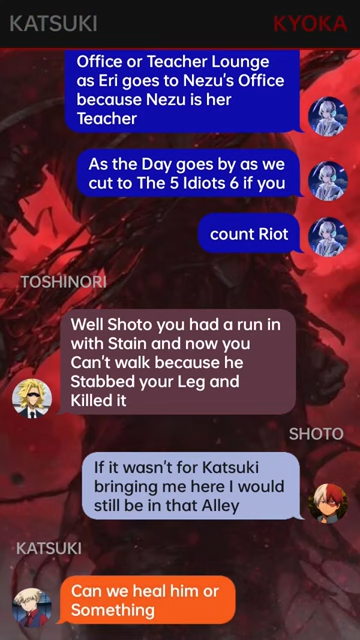 KATSUKI KYOKA
Office or Teacher Lounge
as Eri goes to Nezu's Office
because Nezu is her
Teacher
As the Day goes by as we
cut to The 5 Idiots 6 if you
count Riot
TOSHINORI
Well Shoto you had a run in
with Stain and now you
Can't walk because he
Stabbed your Leg and
Killed it
SHOTO
If it wasn't for Katsuki
bringing me here I would
still be in that Alley
KATSUKI
Can we heal him or
Something